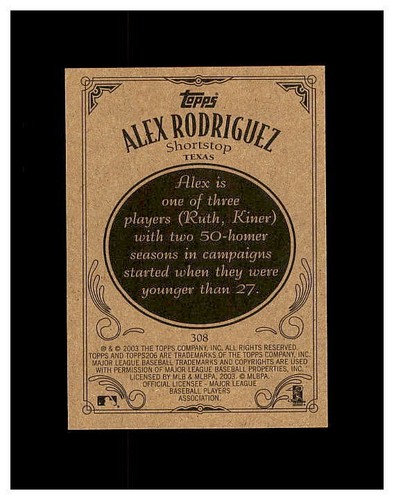 Topps
ALEX RODRIGUEZ
Shortstop
TEXAS
Alex is
one of three
players (Ruth, Kiner)
with two 50-homer
seasons in campaigns
started when they were
younger than 27.
308
® & © 2003 THE TOPPS COMPANY, INC. ALL RIGHTS RESERVED.
TOPPS AND TOPPS206 ARE TRADEMARKS OF THE TOPPS COMPANY, INC.
MAJOR LEAGUE BASEBALL TRADEMARKS AND COPYRIGHTS ARE USED
WITH PERMISSION OF MAJOR LEAGUE BASEBALL PROPERTIES, INC.
LICENSED BY MLB & MLBPA, 2003. © MLBPA.
OFFICIAL LICENSEE - MAJOR LEAGUE
BASEBALL PLAYERS
ASSOCIATION.